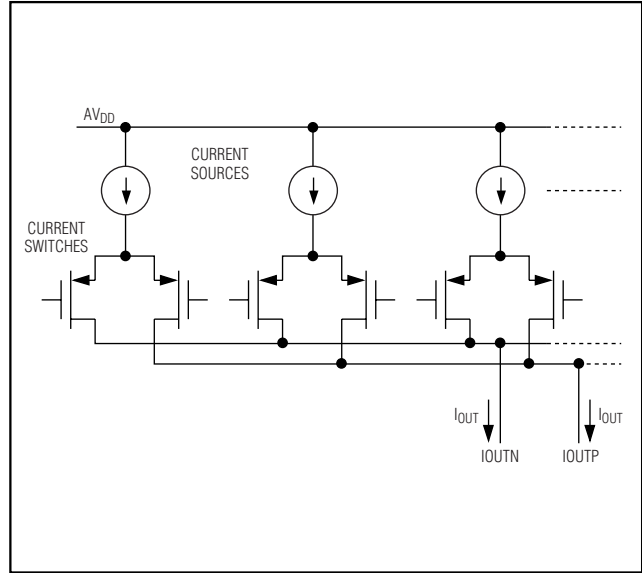 AVDD
CURRENT
SOURCES
CURRENT
SWITCHES
IOUT
IOUT
IOUTN
IOUTP